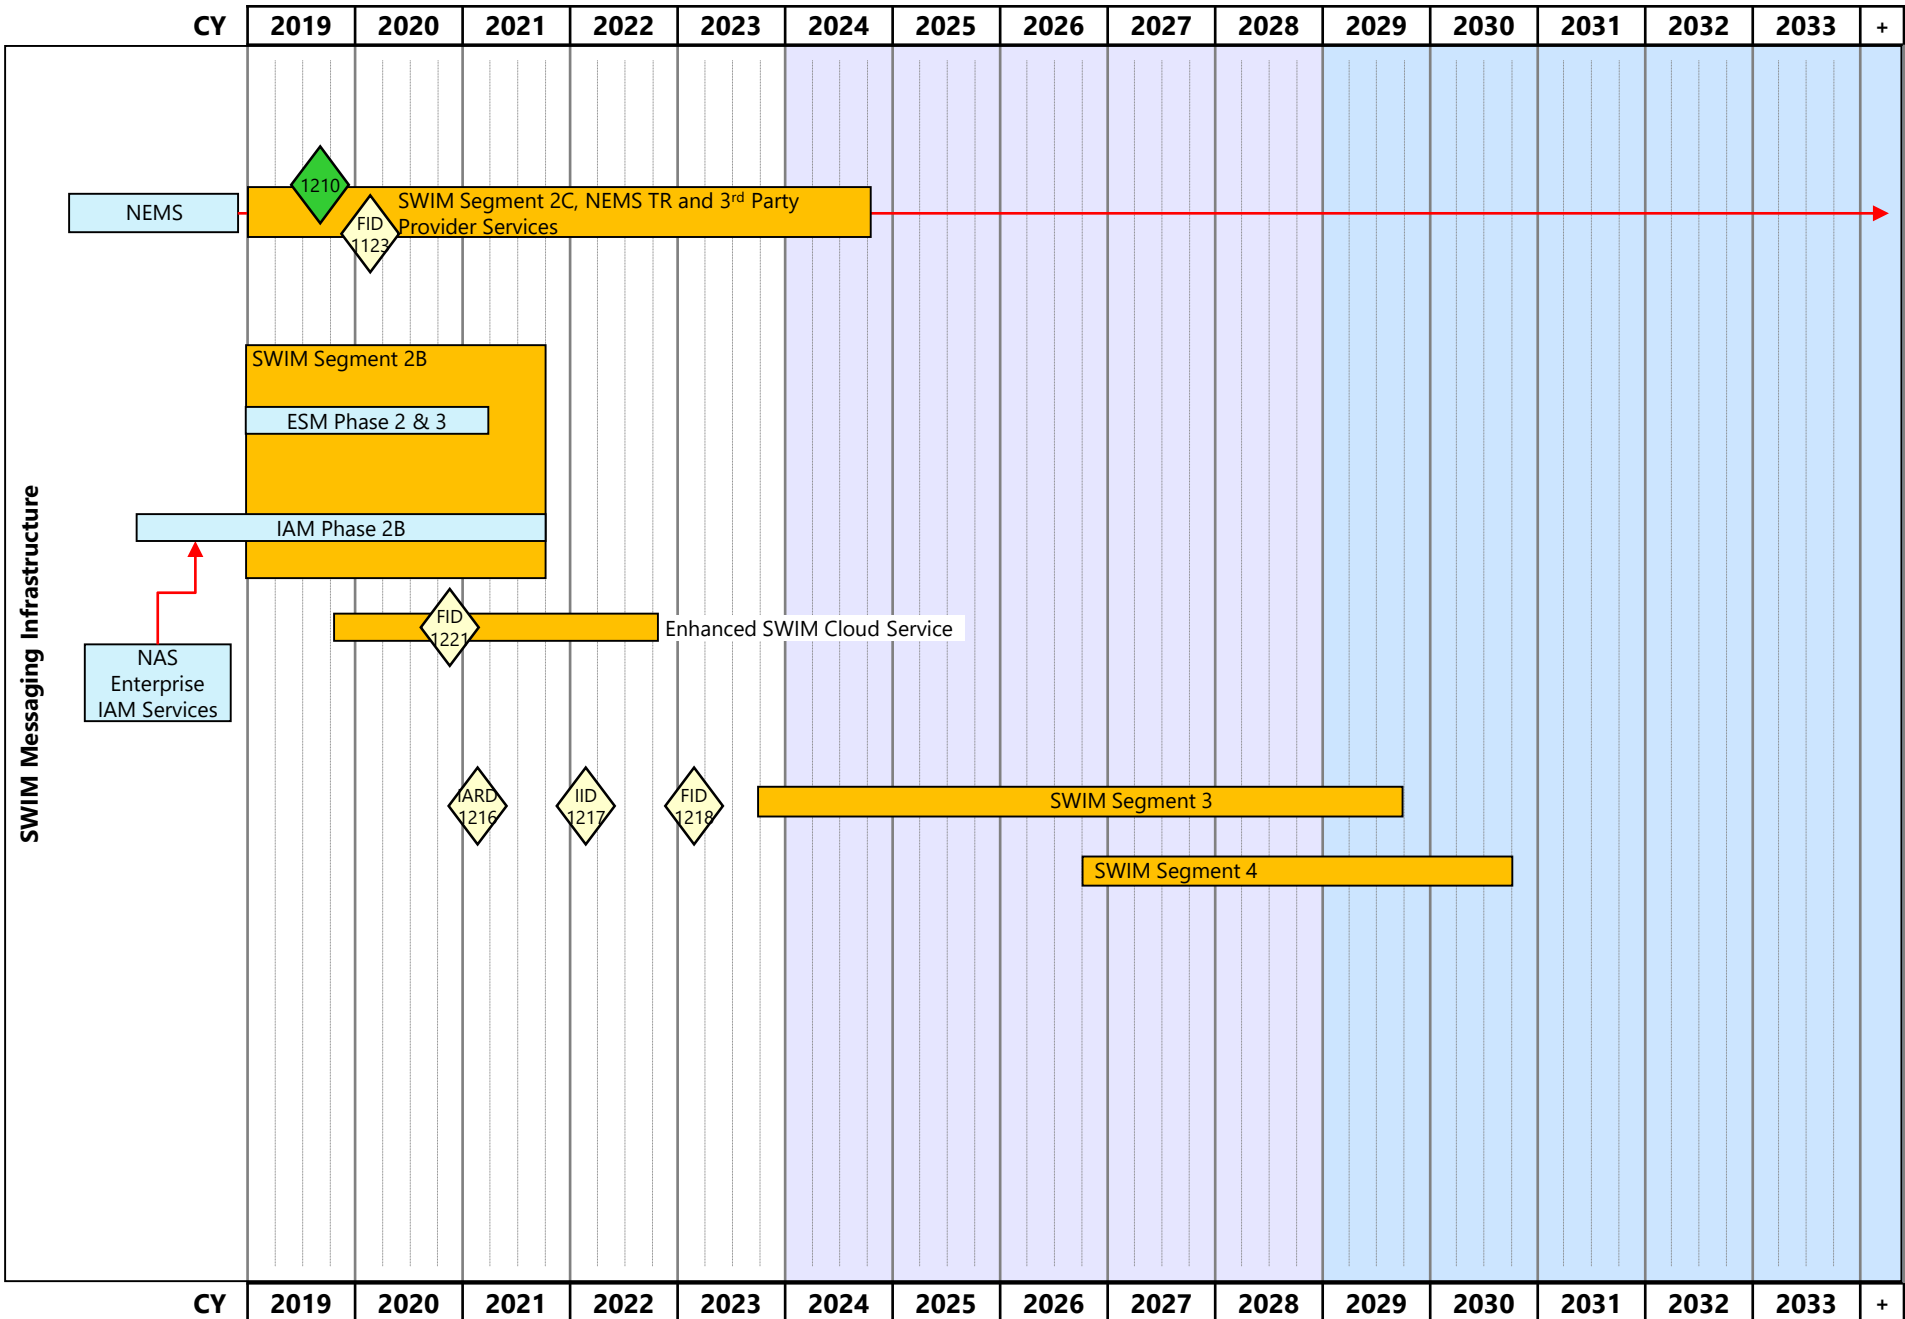 CY 2019 2020 2021 2022 2023 2024 2025 2026 2027 2028 2029 2030 2031 2032 2033 +
1210
NEMS
SWIM Segment 2C, NEMS TR and 3rd Party
Provider Services
FID
1123
SWIM Segment 2B
ESM Phase 2 & 3
IAM Phase 2B
SWIM Messaging Infrastructure
FID
1221
Enhanced SWIM Cloud Service
NAS
Enterprise
IAM Services
IARD
1216
IID
1217
FID
1218
SWIM Segment 3
SWIM Segment 4
CY 2019 2020 2021 2022 2023 2024 2025 2026 2027 2028 2029 2030 2031 2032 2033 +